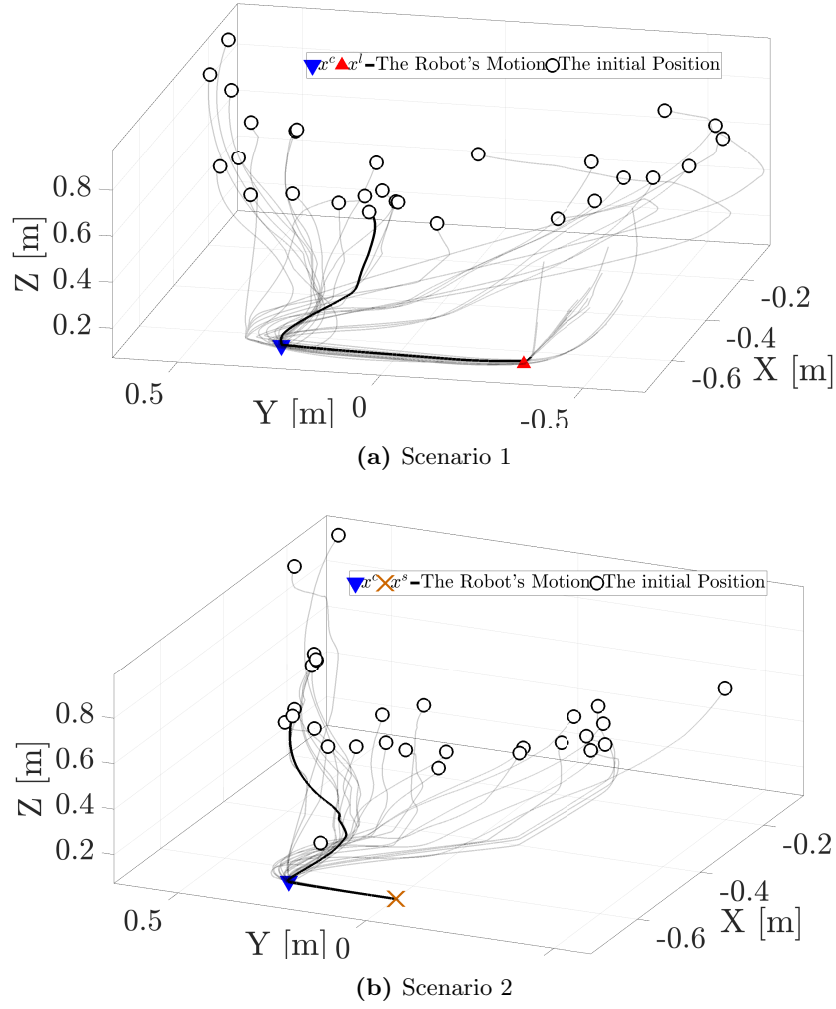 x^c x^l The Robot's Motion The initial Position
0.8
0.6
0.4
0.2
Z [m]
-0.2
-0.4
-0.6
X [m]
0.5
0
-0.5
Y [m]
(a) Scenario 1
x^c x^s The Robot's Motion The initial Position
0.8
0.6
0.4
0.2
Z [m]
-0.2
-0.4
-0.6
X [m]
0.5
0
Y [m]
(b) Scenario 2